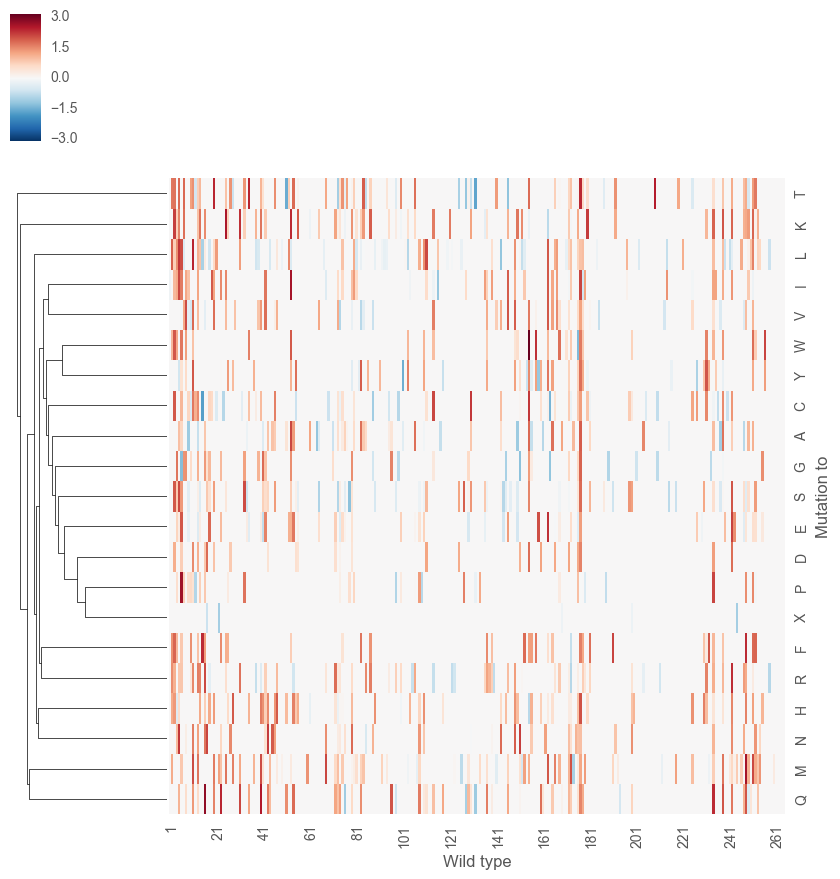 3.0
1.5
0.0
−1.5
−3.0
T
K
L
I
V
W
Y
C
A
G
S
E
D
P
X
F
R
H
N
M
Q
Mutation to
1
21
41
61
81
101
121
141
161
181
201
221
241
261
Wild type